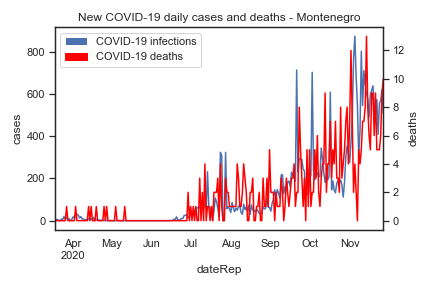 New COVID-19 daily cases and deaths - Montenegro
COVID-19 infections
COVID-19 deaths
cases
800
600
400
200
0
deaths
12
10
8
6
4
2
0
Apr May Jun Jul Aug Sep Oct Nov
2020
dateRep